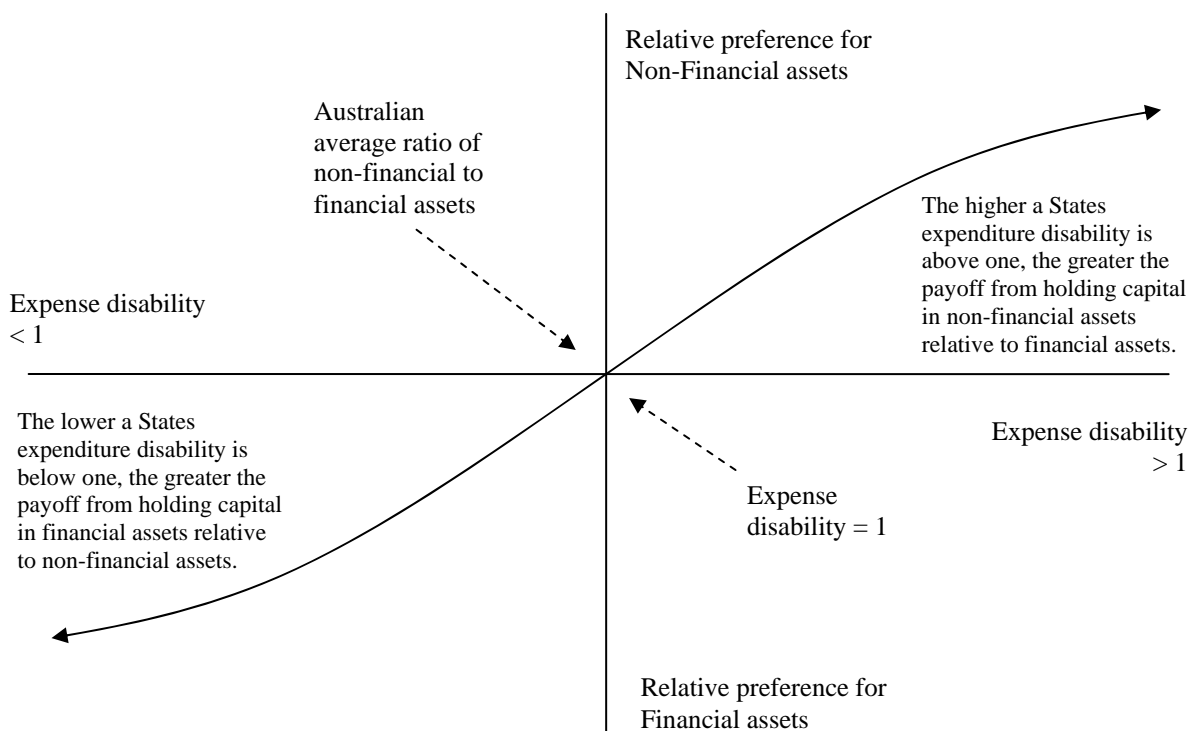 Relative preference for
Non-Financial assets
Australian
average ratio of
non-financial to
financial assets
The higher a States
expenditure disability is
above one, the greater the
payoff from holding capital
in non-financial assets
relative to financial assets.
Expense disability
< 1
The lower a States
expenditure disability is
below one, the greater the
payoff from holding capital
in financial assets relative
to non-financial assets.
Expense disability
> 1
Expense
disability = 1
Relative preference for
Financial assets